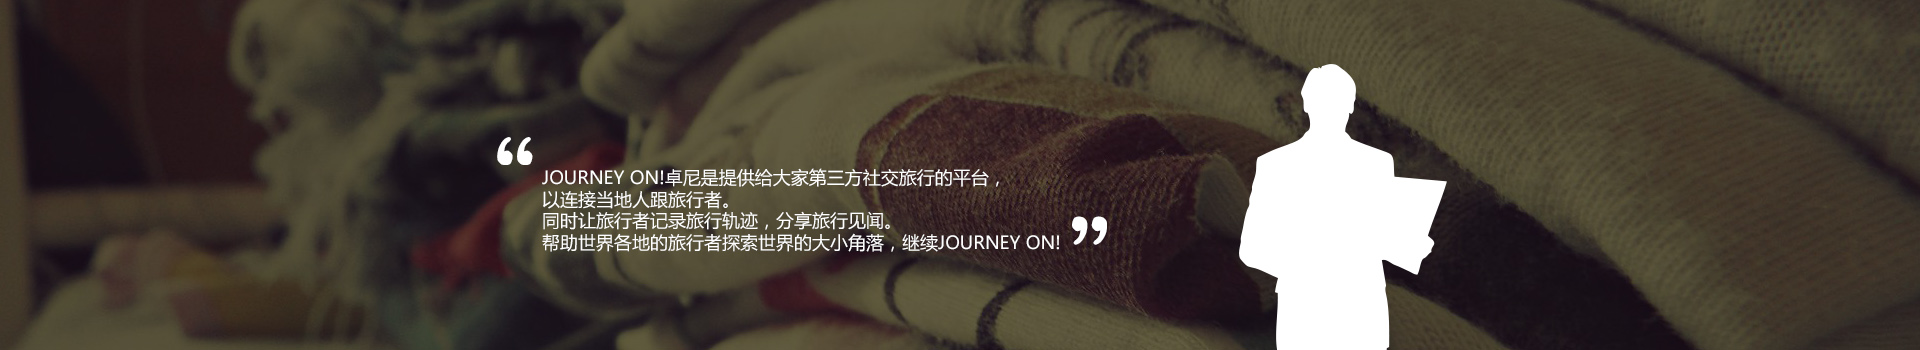 “
JOURNEY ON!卓尼是提供给大家第三方社交旅行的平台，
以连接当地人跟旅行者。
同时让旅行者记录旅行轨迹，分享旅行见闻。
帮助世界各地的旅行者探索世界的大小角落，继续JOURNEY ON! ”